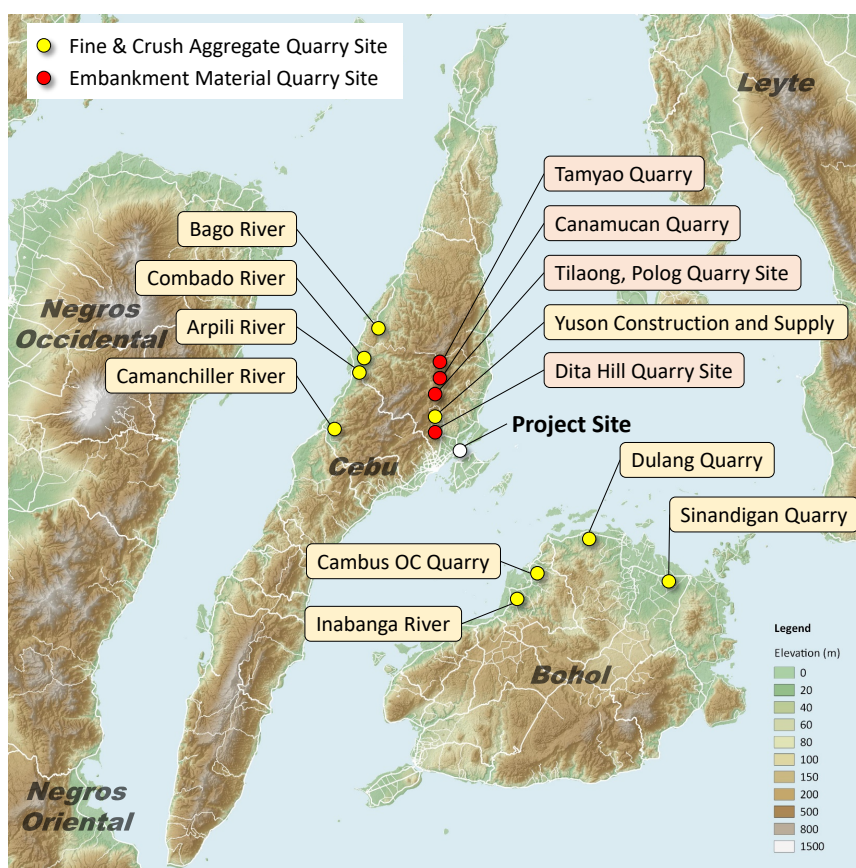 Fine & Crush Aggregate Quarry Site
Embankment Material Quarry Site
Leyte
Tamyao Quarry
Bago River
Canamucan Quarry
Combado River
Tilaong, Polog Quarry Site
Negros
Occidental
Arpili River
Yuson Construction and Supply
Camanchiller River
Dita Hill Quarry Site
Project Site
Cebu
Dulang Quarry
Sinandigan Quarry
Cambus OC Quarry
Inabanga River
Bohol
Legend
Elevation (m)
0
20
40
60
80
100
150
200
500
800
1500
Negros
Oriental